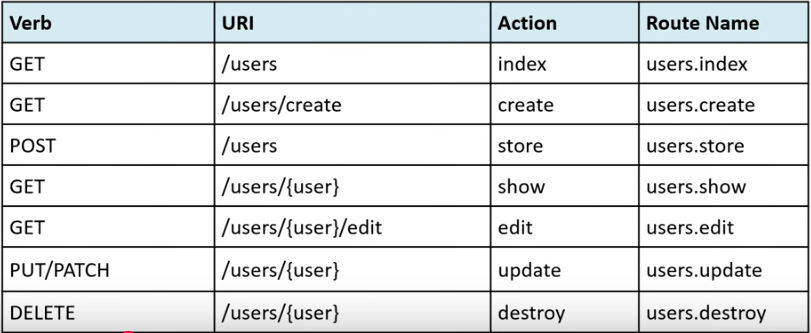 Verb URI Action Route Name
GET /users index users.index
GET /users/create create users.create
POST /users store users.store
GET /users/{user} show users.show
GET /users/{user}/edit edit users.edit
PUT/PATCH /users/{user} update users.update
DELETE /users/{user} destroy users.destroy